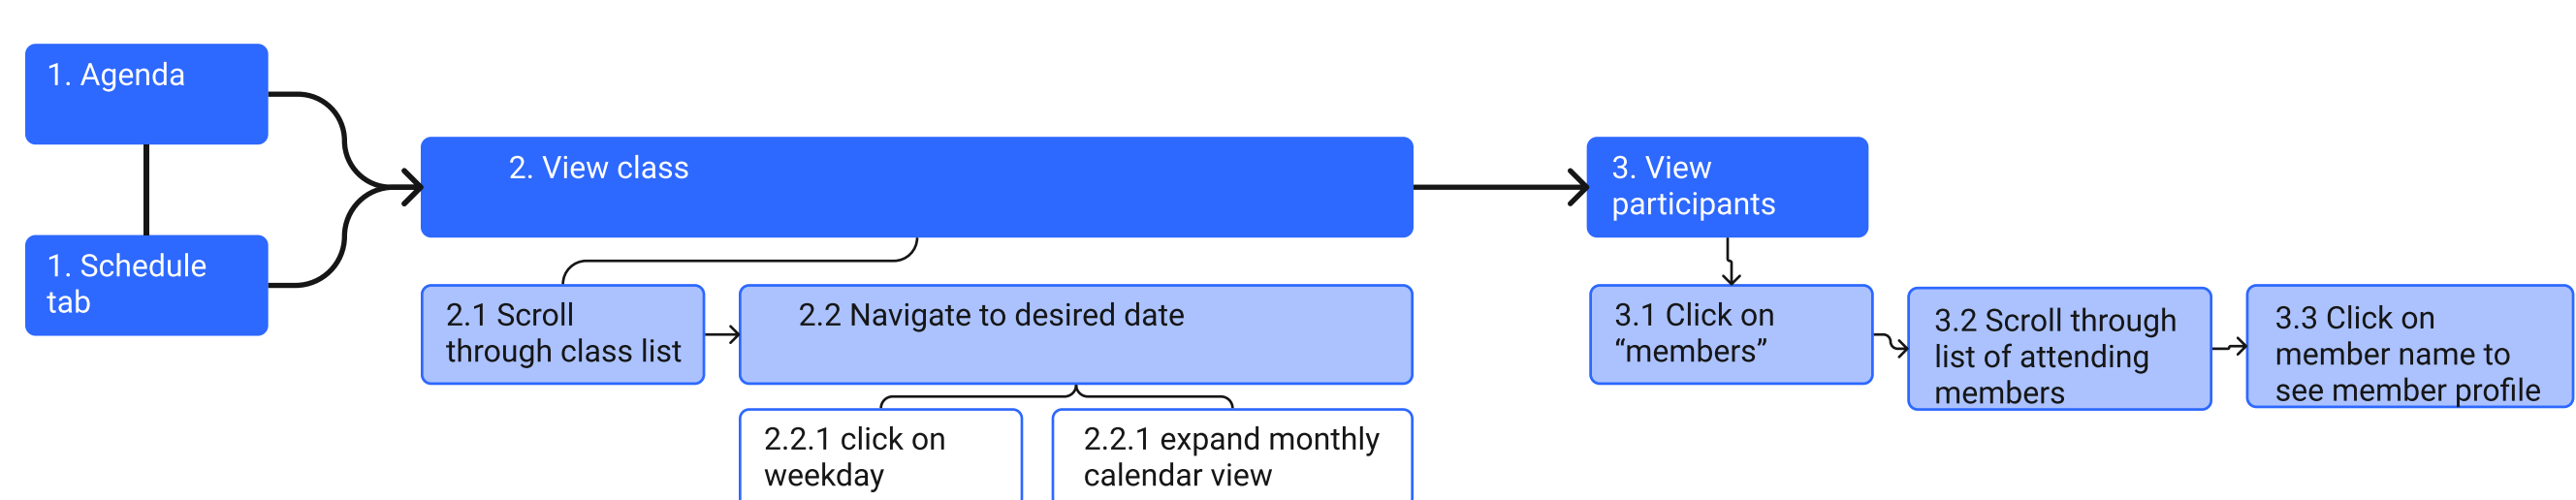 1. Agenda
1. Schedule
tab
2. View class
2.1 Scroll
through class list
2.2 Navigate to desired date
2.2.1 click on
weekday
2.2.1 expand monthly
calendar view
3. View
participants
3.1 Click on
“members”
3.2 Scroll through
list of attending
members
3.3 Click on
member name to
see member profile